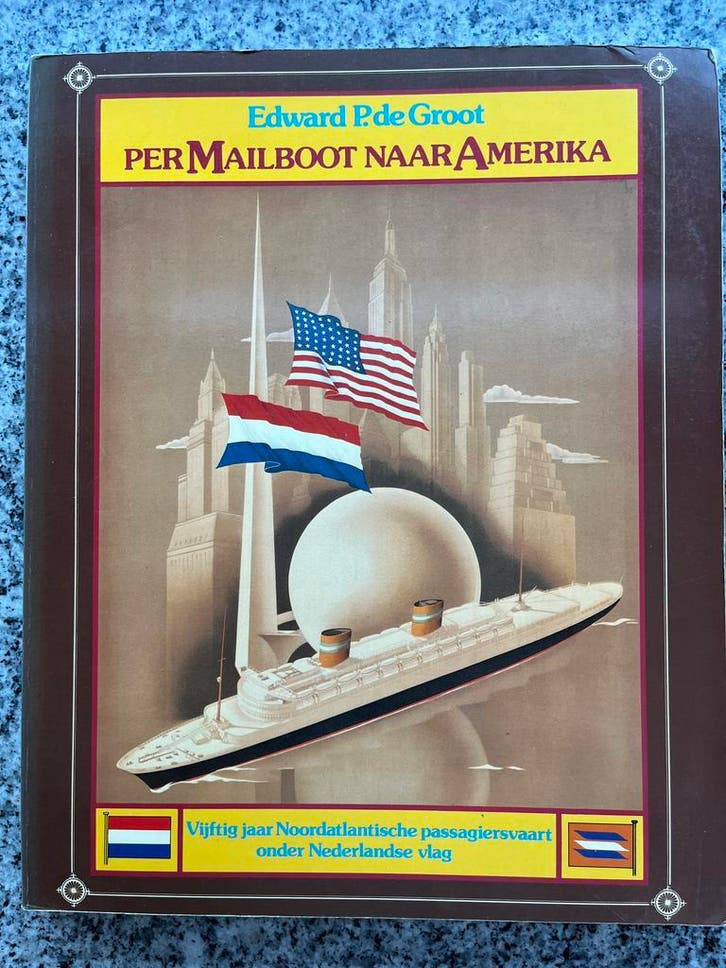 Edward P. de Groot
PER MAILBOOT NAAR AMERIKA
Vijftig jaar Noordatlantische passagiersvaart
onder Nederlandse vlag